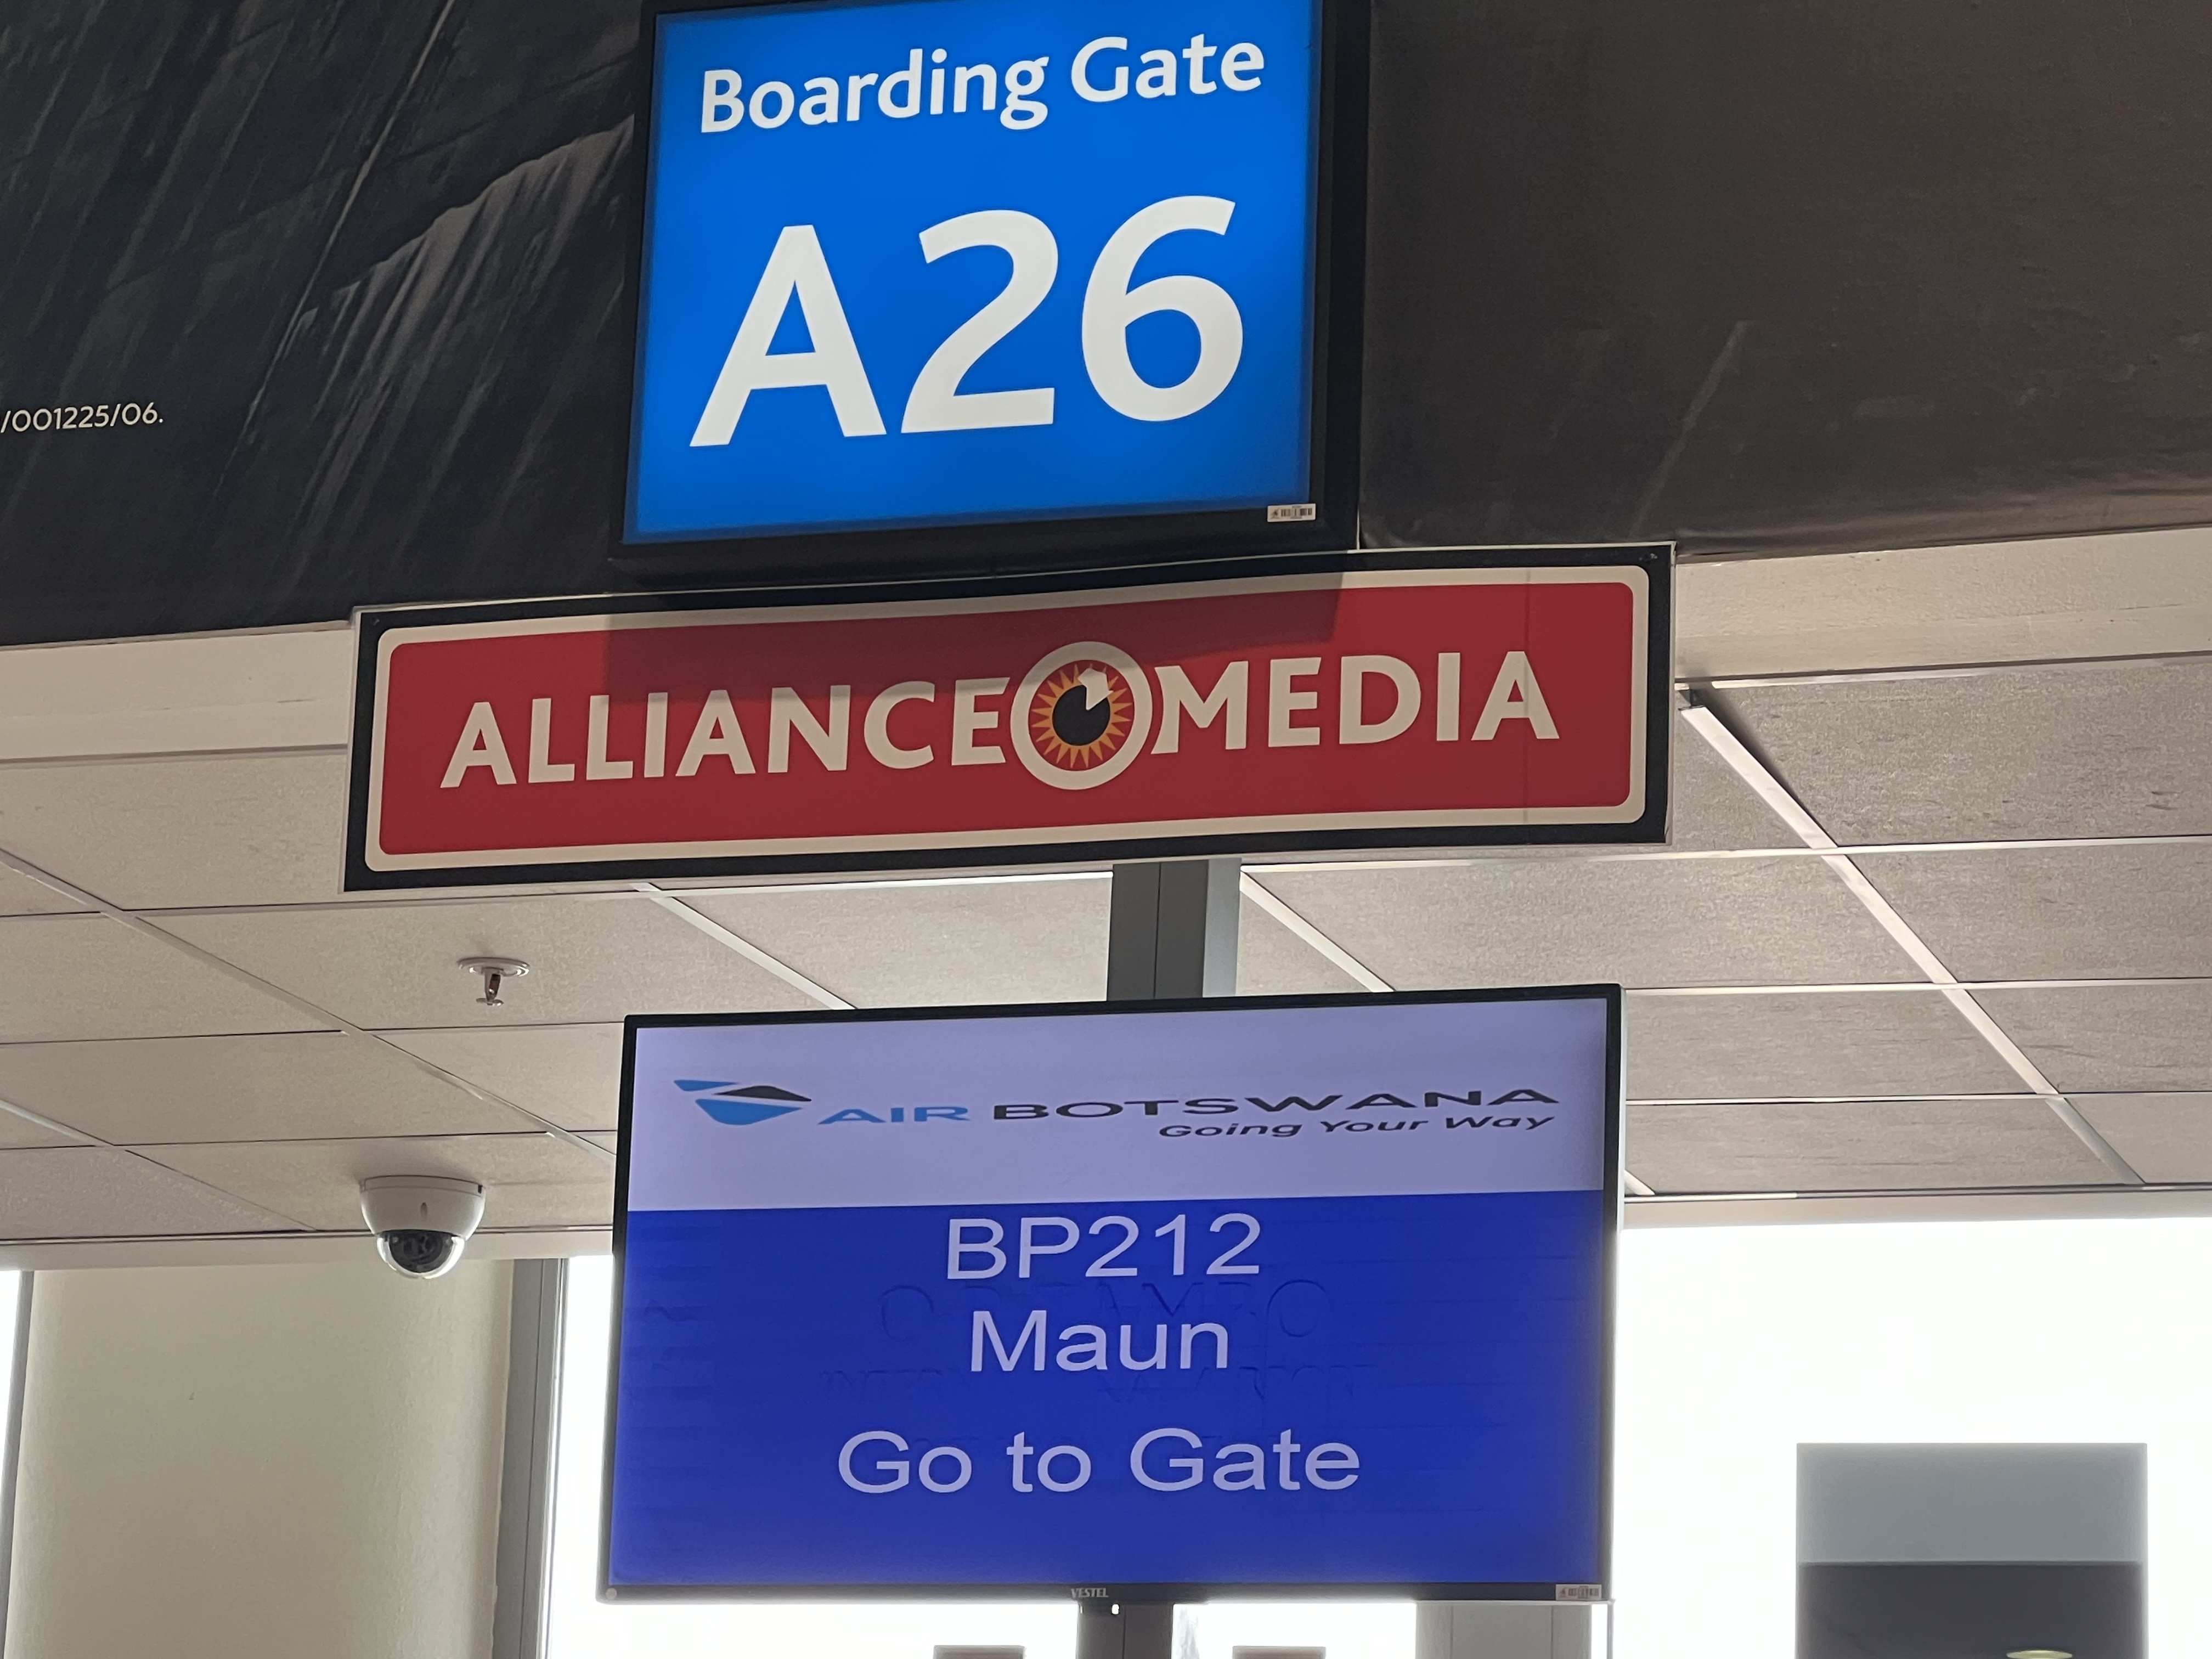 Boarding Gate
A26
/001225/06.
ALLIANCE MEDIA
AIR BOTSWANA
Going Your Way
BP212
Maun
Go to Gate
VESTEL